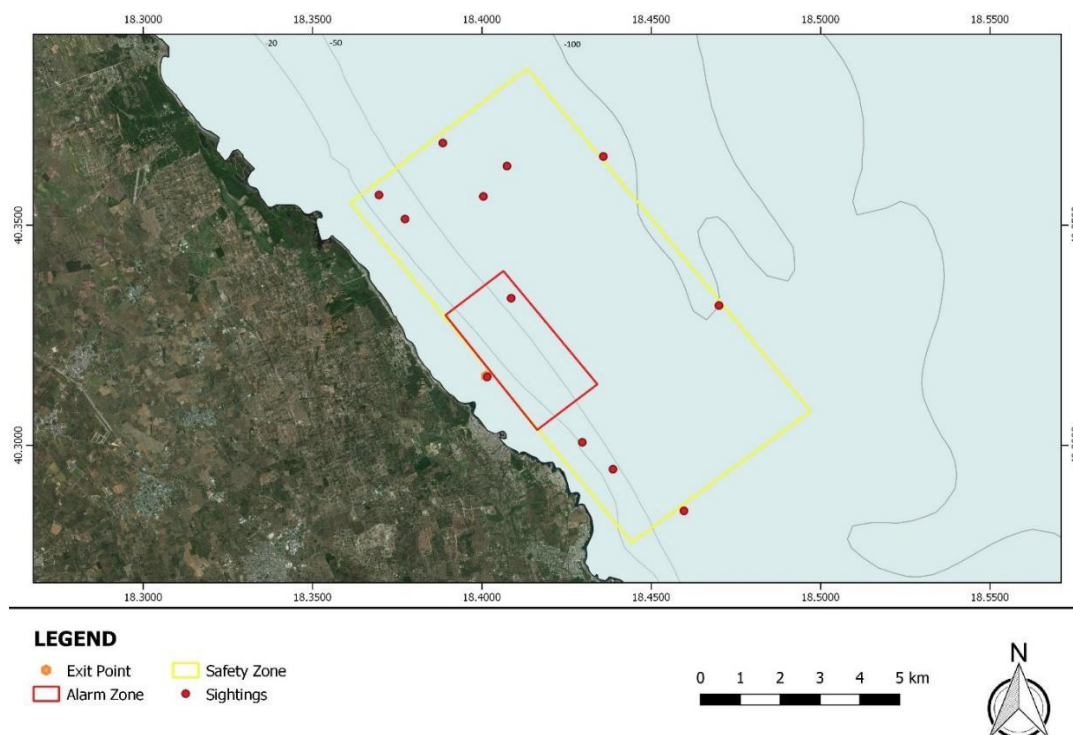 18.3000 18.3500 18.4000 18.4500 18.5000 18.5500
-20 -50 -100
40.3500
40.3000
18.3000 18.3500 18.4000 18.4500 18.5000 18.5500
LEGEND
Exit Point Safety Zone
Alarm Zone Sightings
0 1 2 3 4 5 km
N